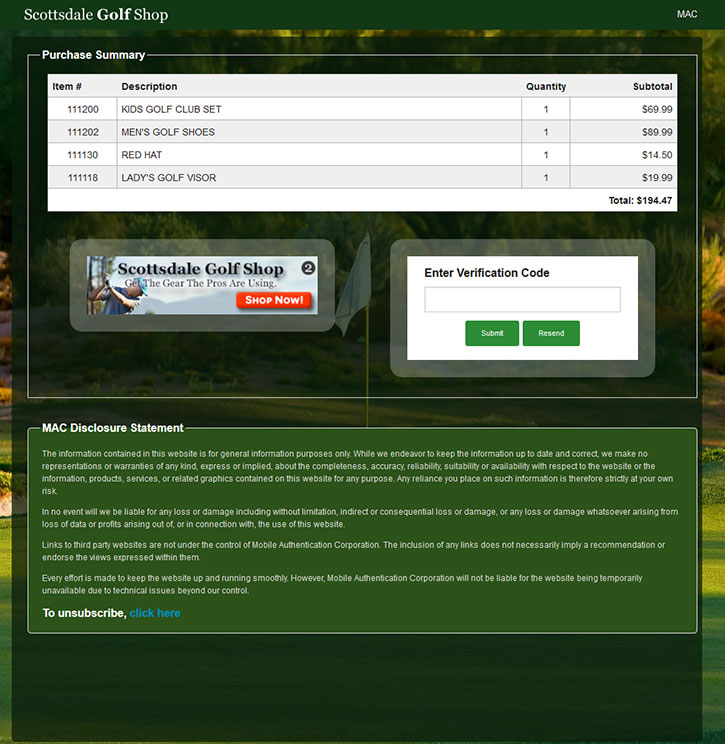 Scottsdale Golf Shop MAC
Purchase Summary
Item # Description Quantity Subtotal
111200 KIDS GOLF CLUB SET 1 $69.99
111202 MEN'S GOLF SHOES 1 $89.99
111130 RED HAT 1 $14.50
111118 LADY'S GOLF VISOR 1 $19.99
Total: $194.47
Scottsdale Golf Shop 2
Get The Gear The Pros Are Using.
Shop Now!
Enter Verification Code
Submit Resend
MAC Disclosure Statement
The information contained in this website is for general information purposes only. While we endeavor to keep the information up to date and correct, we make no
representations or warranties of any kind, express or implied, about the completeness, accuracy, reliability, suitability or availability with respect to the website or the
information, products, services, or related graphics contained on this website for any purpose. Any reliance you place on such information is therefore strictly at your own
risk.
In no event will we be liable for any loss or damage including without limitation, indirect or consequential loss or damage, or any loss or damage whatsoever arising from
loss of data or profits arising out of, or in connection with, the use of this website.
Links to third party websites are not under the control of Mobile Authentication Corporation. The inclusion of any links does not necessarily imply a recommendation or
endorse the views expressed within them.
Every effort is made to keep the website up and running smoothly. However, Mobile Authentication Corporation will not be liable for the website being temporarily
unavailable due to technical issues beyond our control.
To unsubscribe, click here